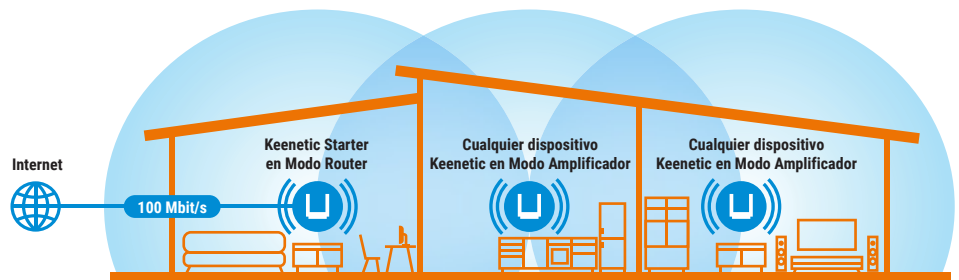 Internet
100 Mbit/s
Keenetic Starter
en Modo Router
Cualquier dispositivo
Keenetic en Modo Amplificador
Cualquier dispositivo
Keenetic en Modo Amplificador